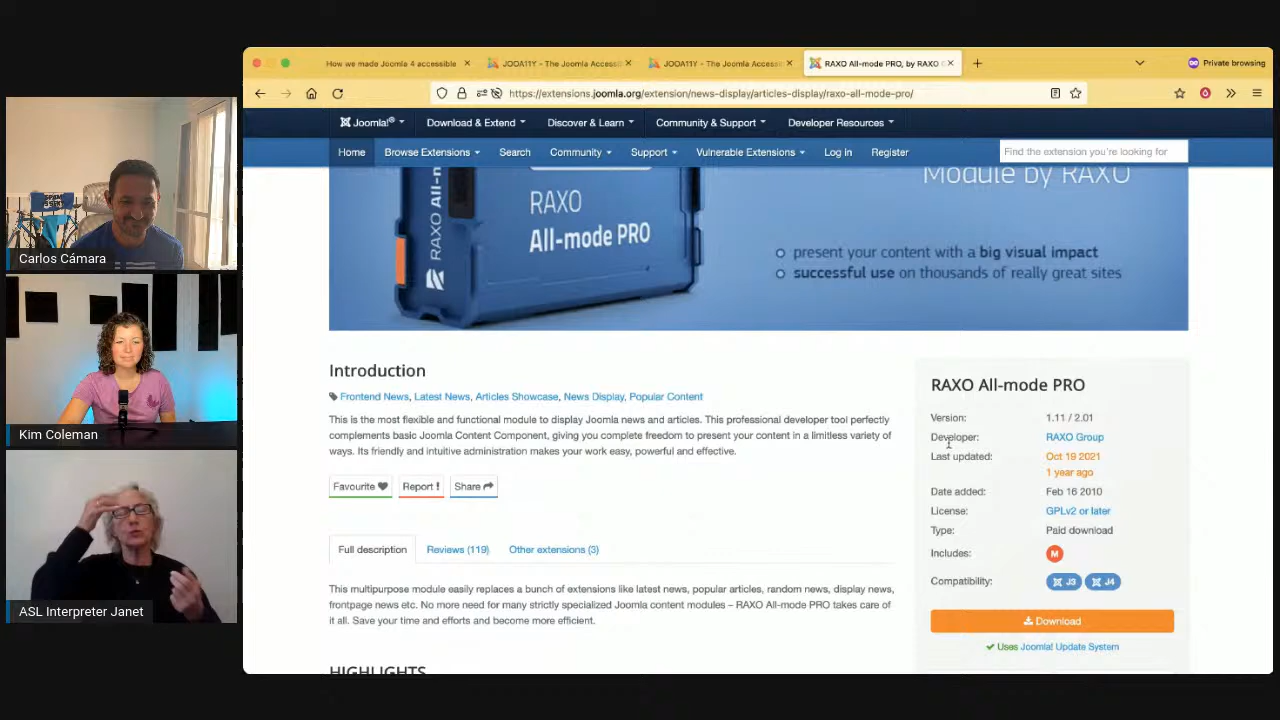 How we made Joomla 4 accessible
JOOA11Y - The Joomla Accessib
JOOA11Y - The Joomla Accessib
RAXO All-mode PRO, by RAXO
Private browsing
https://extensions.joomla.org/extension/news-display/articles-display/raxo-all-mode-pro/
Joomla!®
Download & Extend
Discover & Learn
Community & Support
Developer Resources
Home
Browse Extensions
Search
Community
Support
Vulnerable Extensions
Log In
Register
Find the extension you're looking for
Module by RAXO
RAXO All-m
RAXO
All-mode PRO
present your content with a big visual impact
successful use on thousands of really great sites
Introduction
Frontend News, Latest News, Articles Showcase, News Display, Popular Content
This is the most flexible and functional module to display Joomla news and articles. This professional developer tool perfectly
complements basic Joomla Content Component, giving you complete freedom to present your content in a limitless variety of
ways. Its friendly and intuitive administration makes your work easy, powerful and effective.
Favourite
Report !
Share
Full description
Reviews (119)
Other extensions (3)
This multipurpose module easily replaces a bunch of extensions like latest news, popular articles, random news, display news,
frontpage news etc. No more need for many strictly specialized Joomla content modules – RAXO All-mode PRO takes care of
it all. Save your time and efforts and become more efficient.
HIGHLIGHTS
RAXO All-mode PRO
Version: 1.11 / 2.01
Developer: RAXO Group
Last updated: Oct 19 2021
1 year ago
Date added: Feb 16 2010
License: GPLv2 or later
Type: Paid download
Includes: M
Compatibility: J3 J4
Download
Uses Joomla! Update System
Carlos Cámara
Kim Coleman
ASL Interpreter Janet